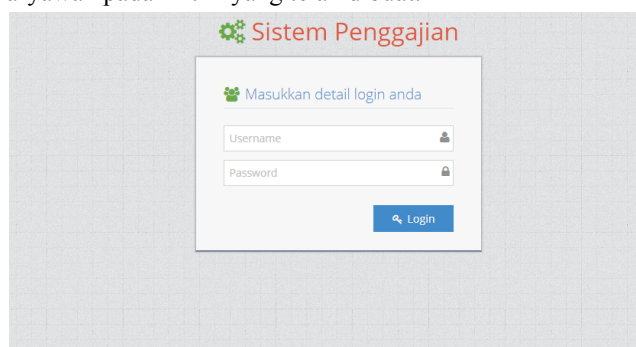 Sistem Penggajian
Masukkan detail login anda
Username
Password
Login